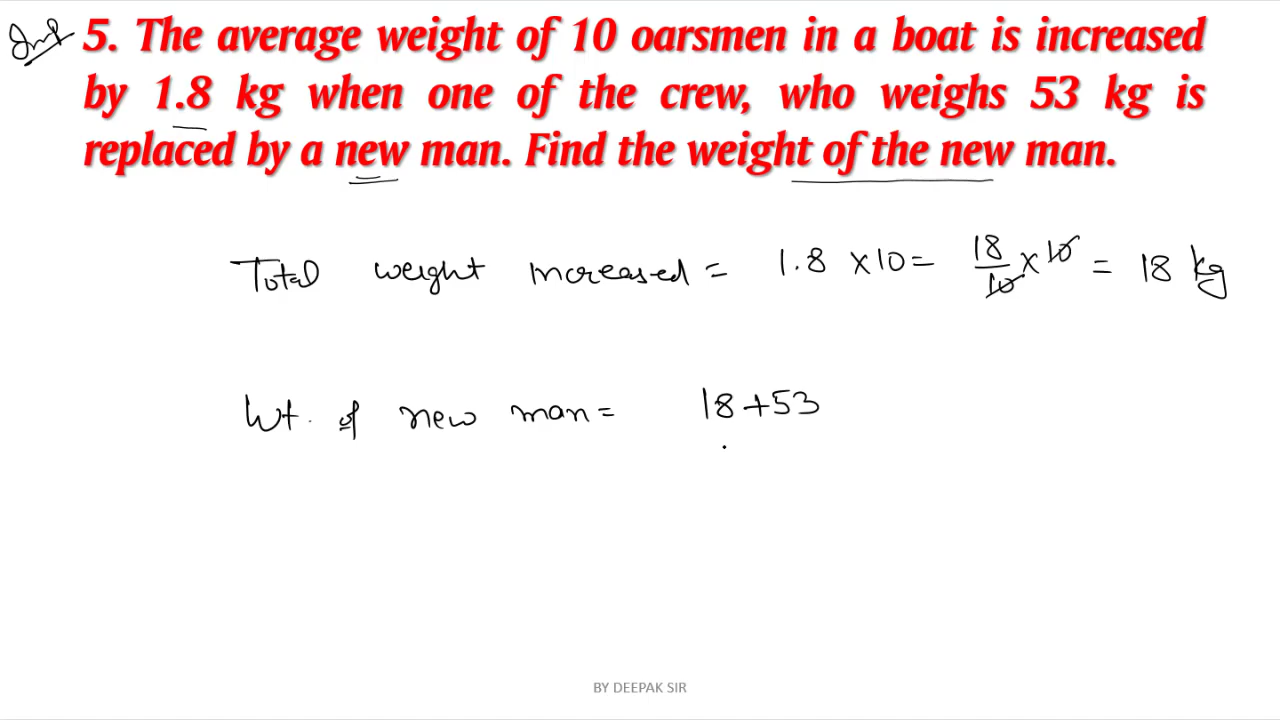 Imp 5. The average weight of 10 oarsmen in a boat is increased
by 1.8 kg when one of the crew, who weighs 53 kg is
replaced by a new man. Find the weight of the new man.
Total weight increased = 1.8 × 10 = 18/10 × 10 = 18 kg
Wt. of new man = 18+53
BY DEEPAK SIR